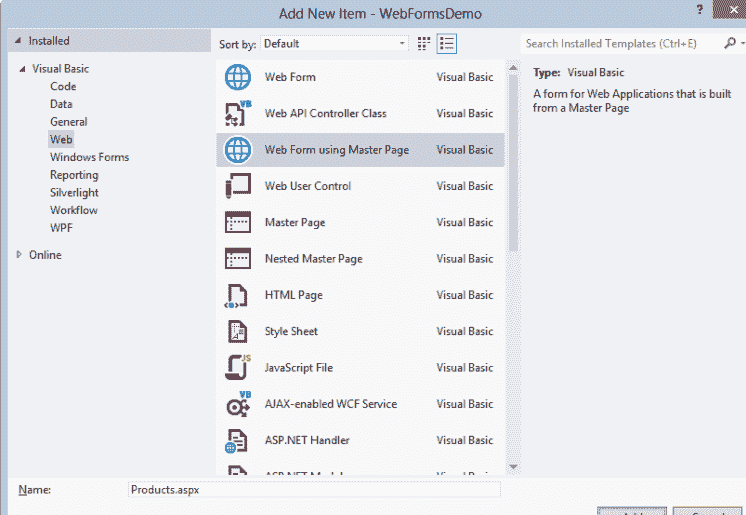 Add New Item - WebFormsDemo
?
Installed
Sort by: Default
Search Installed Templates (Ctrl+E)
Visual Basic
Code
Data
General
Web
Windows Forms
Reporting
Silverlight
Workflow
WPF
Online
Web Form Visual Basic
VB
Web API Controller Class Visual Basic
Web Form using Master Page Visual Basic
Web User Control Visual Basic
Master Page Visual Basic
Nested Master Page Visual Basic
HTML Page Visual Basic
Style Sheet Visual Basic
JS
JavaScript File Visual Basic
VB
AJAX-enabled WCF Service Visual Basic
ASP.NET Handler Visual Basic
Type: Visual Basic
A form for Web Applications that is built
from a Master Page
Name: Products.aspx